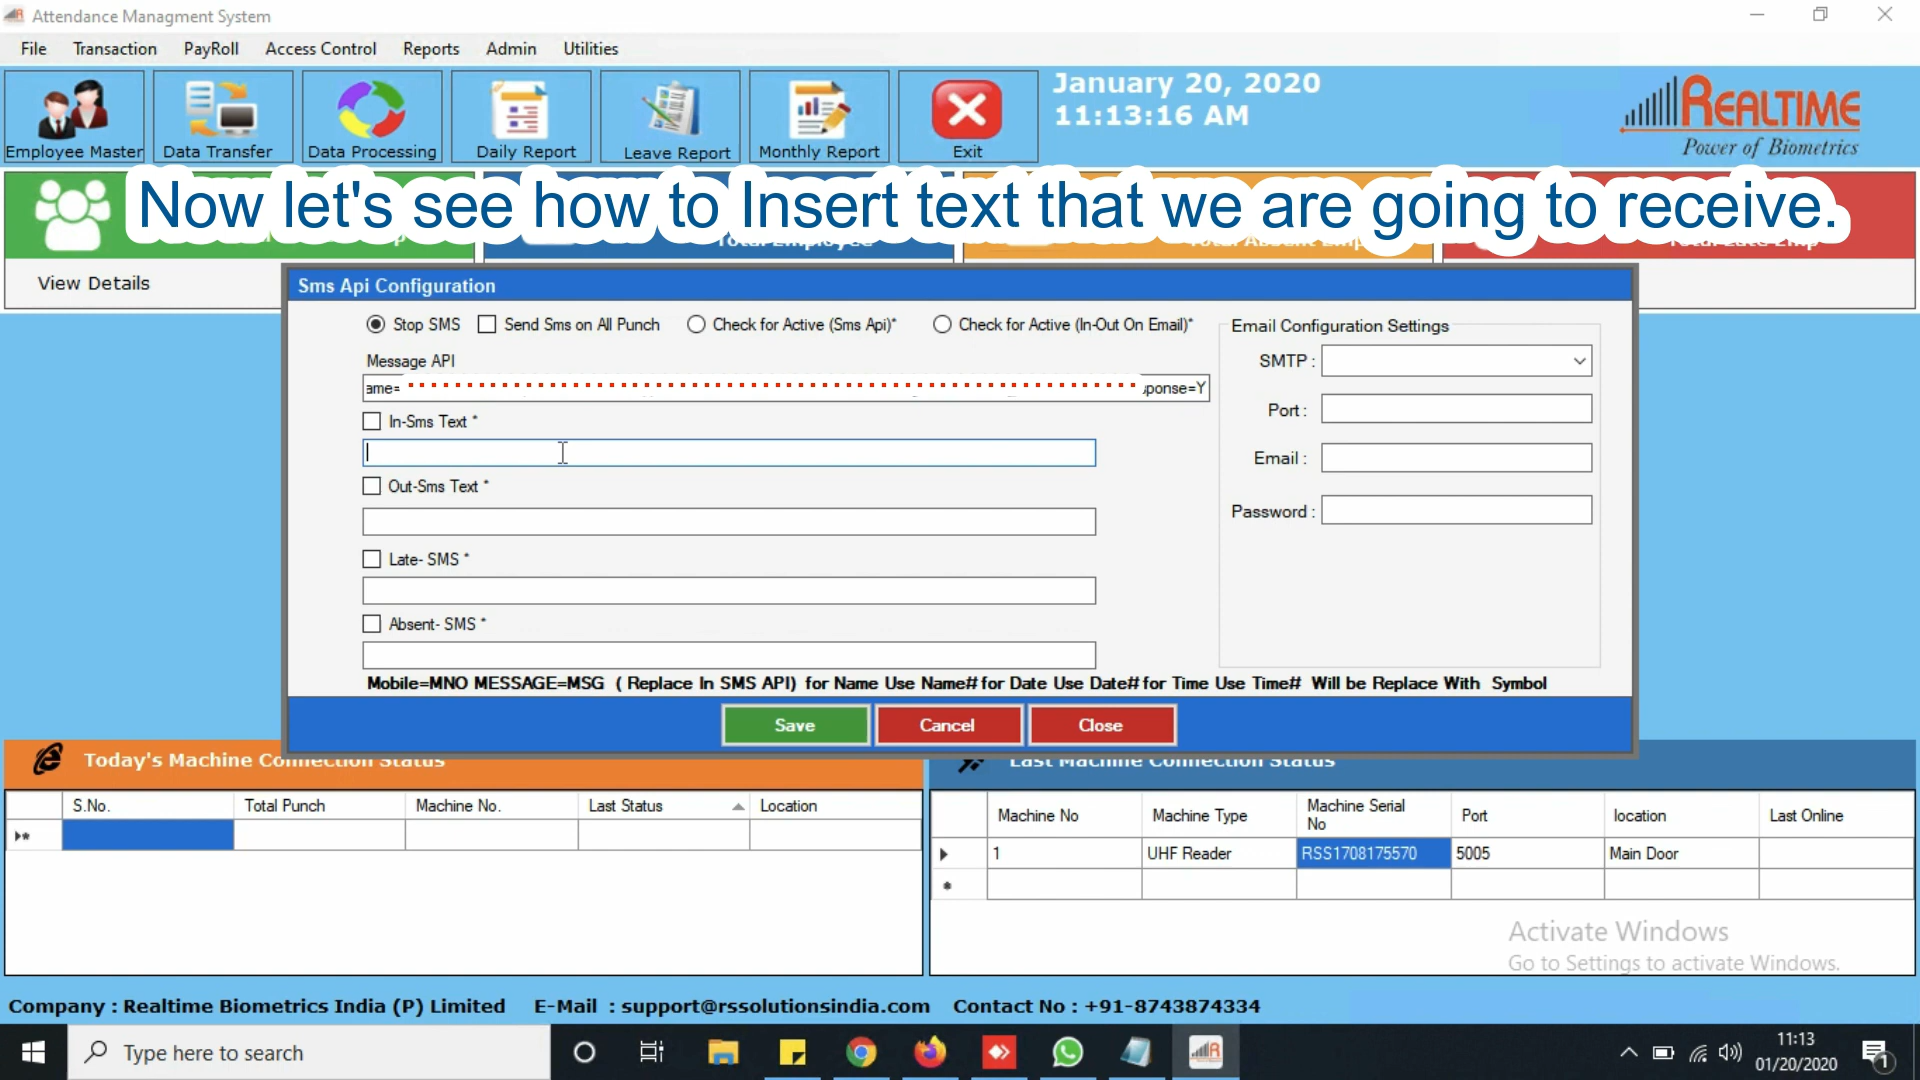 Attendance Managment System
File Transaction PayRoll Access Control Reports Admin Utilities
Employee Master Data Transfer Data Processing Daily Report Leave Report Monthly Report Exit
January 20, 2020
11:13:16 AM
REALTIME
Power of Biometrics
Now let's see how to Insert text that we are going to receive.
Total Employee
View Details
Sms Api Configuration
Stop SMS Send Sms on All Punch Check for Active (Sms Api)* Check for Active (In-Out On Email)*
Message API
ame= ponse=Y
In-Sms Text *
Out-Sms Text *
Late- SMS *
Absent- SMS *
Mobile=MNO MESSAGE=MSG ( Replace In SMS API) for Name Use Name# for Date Use Date# for Time Use Time# Will be Replace With Symbol
Email Configuration Settings
SMTP :
Port :
Email :
Password :
Save Cancel Close
Today's Machine Connection Status
S.No. Total Punch Machine No. Last Status Location
Last Machine Connection Status
Machine No Machine Type Machine Serial No Port location Last Online
1 UHF Reader RSS1708175570 5005 Main Door
Activate Windows
Go to Settings to activate Windows.
Company : Realtime Biometrics India (P) Limited E-Mail : support@rssolutionsindia.com Contact No : +91-8743874334
Type here to search
11:13
01/20/2020
1